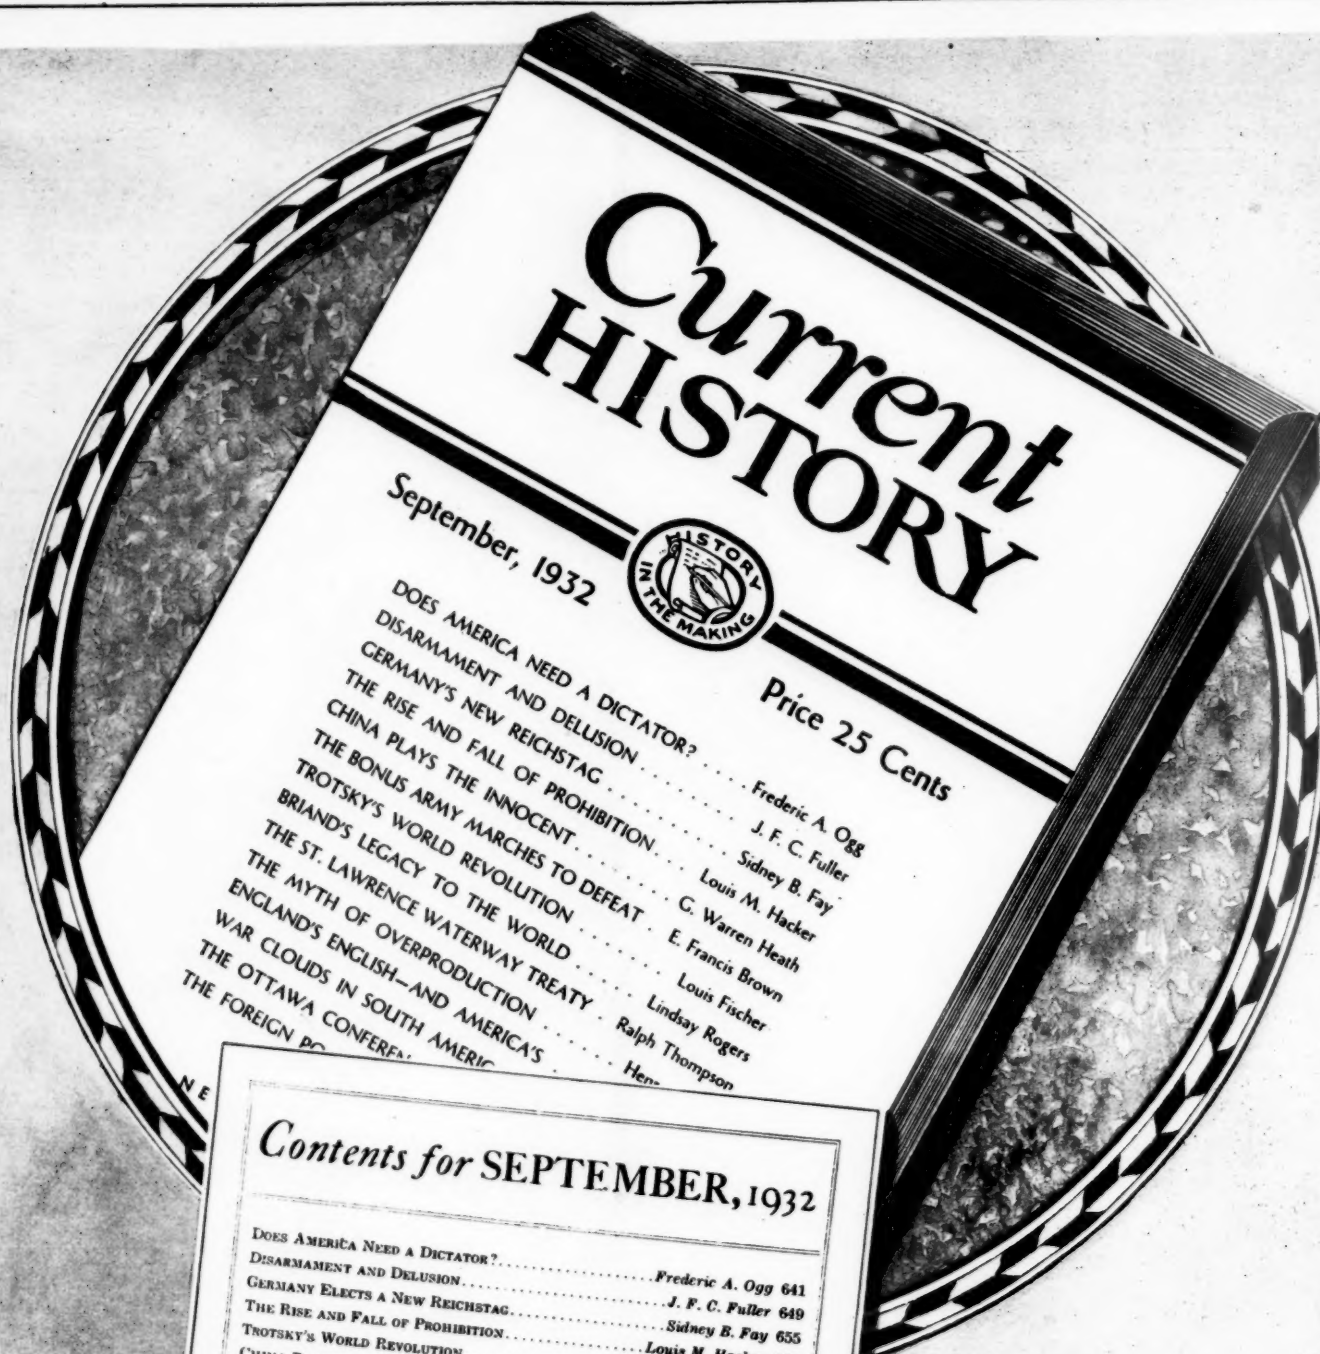 Current
HISTORY
HISTORY
IN THE MAKING
September, 1932
Price 25 Cents
DOES AMERICA NEED A DICTATOR? . . . . Frederic A. Ogg
DISARMAMENT AND DELUSION . . . . . . . . J. F. C. Fuller
GERMANY'S NEW REICHSTAG . . . . . . . . Sidney B. Fay
THE RISE AND FALL OF PROHIBITION . . . Louis M. Hacker
CHINA PLAYS THE INNOCENT . . . . . . . G. Warren Heath
THE BONUS ARMY MARCHES TO DEFEAT . E. Francis Brown
TROTSKY'S WORLD REVOLUTION . . . . . . . Louis Fischer
BRIAND'S LEGACY TO THE WORLD . . . . . Lindsay Rogers
THE ST. LAWRENCE WATERWAY TREATY . Ralph Thompson
THE MYTH OF OVERPRODUCTION . . . . . .
ENGLAND'S ENGLISH—AND AMERICA'S .
WAR CLOUDS IN SOUTH
THE OTTAWA
THE FOREIGN
Contents for SEPTEMBER, 1932
DOES AMERICA NEED A DICTATOR? . . . . . . . . . . Frederic A. Ogg 641
DISARMAMENT AND DELUSION . . . . . . . . . . J. F. C. Fuller 649
GERMANY ELECTS A NEW REICHSTAG . . . . . . . . . . Sidney B. Fay 655
THE RISE AND FALL OF PROHIBITION . . . . . . . . . . Louis M.
TROTSKY'S WORLD REVOLUTION